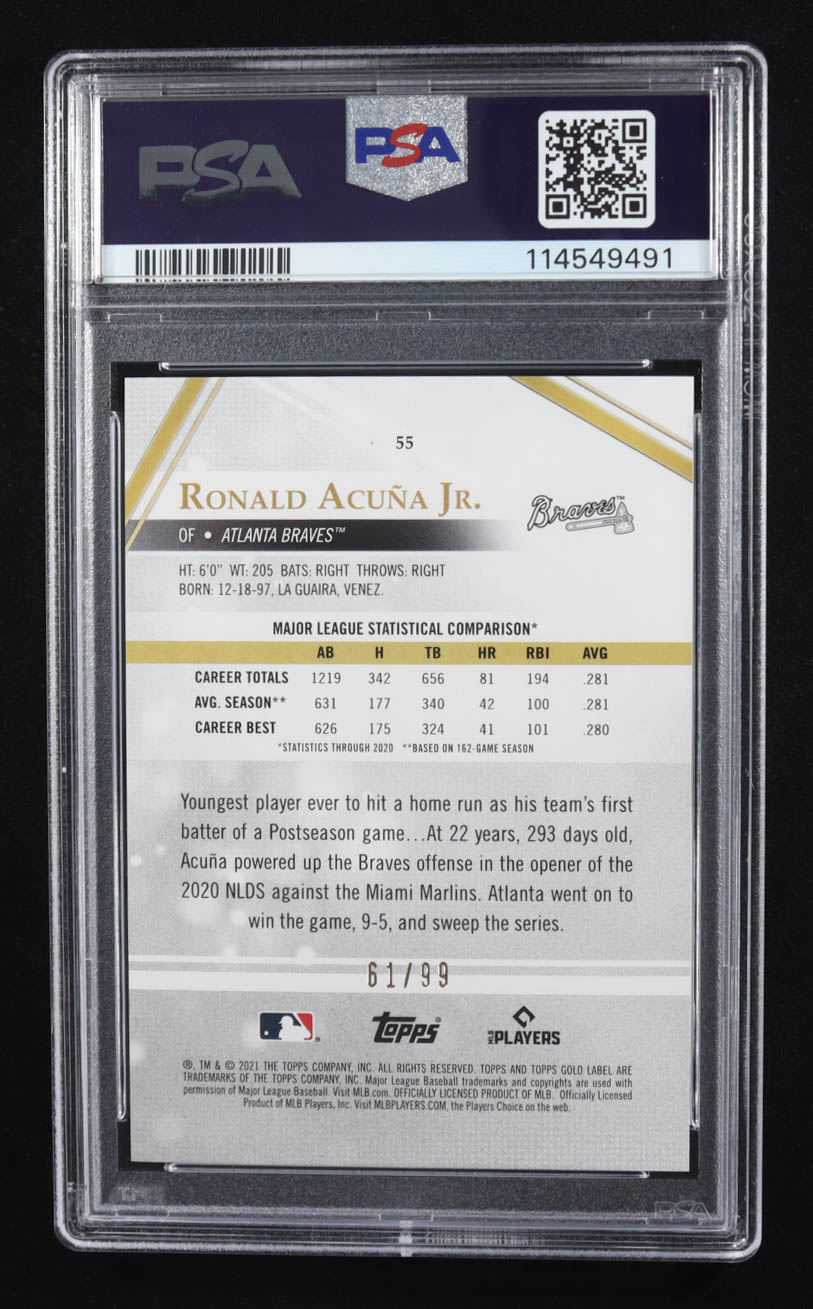 PSA
PSA
114549491
55
RONALD ACUÑA JR.
Braves™
OF • ATLANTA BRAVES™
HT: 6'0" WT: 205 BATS: RIGHT THROWS: RIGHT
BORN: 12-18-97, LA GUAIRA, VENEZ.
MAJOR LEAGUE STATISTICAL COMPARISON*
AB H TB HR RBI AVG
CAREER TOTALS 1219 342 656 81 194 .281
AVG. SEASON** 631 177 340 42 100 .281
CAREER BEST 626 175 324 41 101 .280
*STATISTICS THROUGH 2020 **BASED ON 162-GAME SEASON
Youngest player ever to hit a home run as his team's first
batter of a Postseason game...At 22 years, 293 days old,
Acuña powered up the Braves offense in the opener of the
2020 NLDS against the Miami Marlins. Atlanta went on to
win the game, 9-5, and sweep the series.
61/99
topps®
MLB PLAYERS
®, TM & © 2021 THE TOPPS COMPANY, INC. ALL RIGHTS RESERVED. TOPPS AND TOPPS GOLD LABEL ARE
TRADEMARKS OF THE TOPPS COMPANY, INC. Major League Baseball trademarks and copyrights are used with
permission of Major League Baseball. Visit MLB.com. OFFICIALLY LICENSED PRODUCT OF MLB. Officially Licensed
Product of MLB Players, Inc. Visit MLBPLAYERS.COM, the Players Choice on the web.
PSA